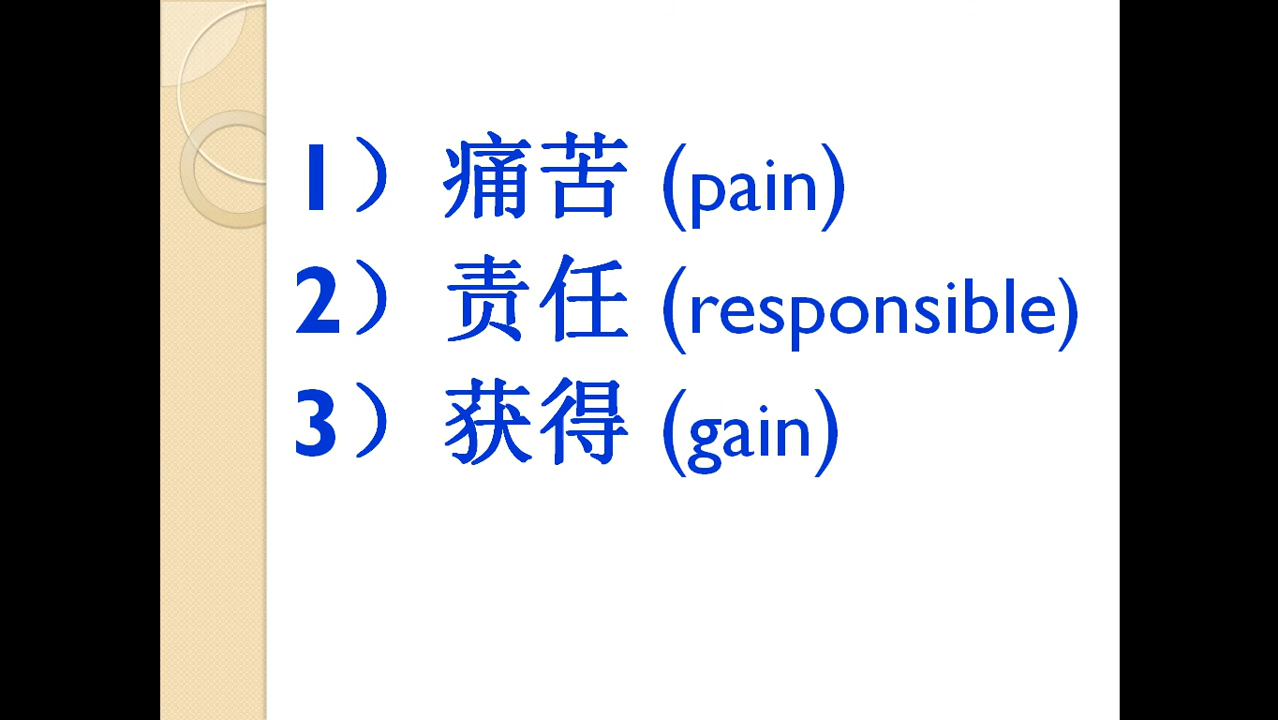 1）痛苦 (pain)
2）责任 (responsible)
3）获得 (gain)